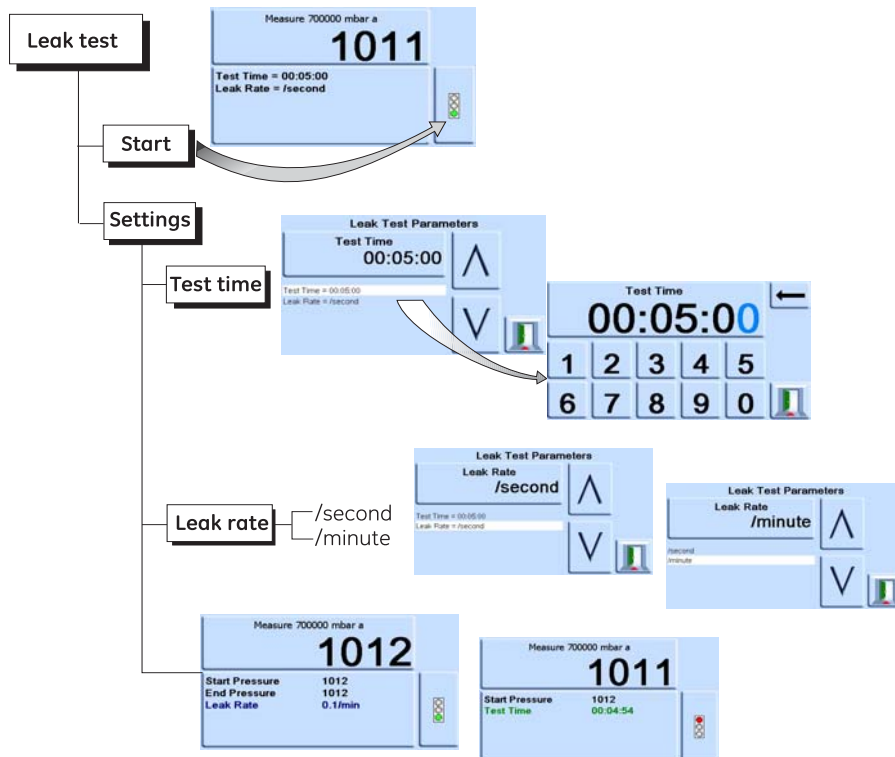 Leak test
Measure 700000 mbar a
1011
Test Time = 00:05:00
Leak Rate = /second
Start
Settings
Leak Test Parameters
Test Time
00:05:00
Test Time = 00:05:00
Leak Rate = /second
Test time
Test Time
00:05:00
1 2 3 4 5
6 7 8 9 0
Leak Test Parameters
Leak Rate
/second
Test Time = 00:05:00
Leak Rate = /second
Leak Test Parameters
Leak Rate
/minute
/second
/minute
Leak rate
/second
/minute
Measure 700000 mbar a
1012
Start Pressure 1012
End Pressure 1012
Leak Rate 0.1/min
Measure 700000 mbar a
1011
Start Pressure 1012
Test Time 00:04:54